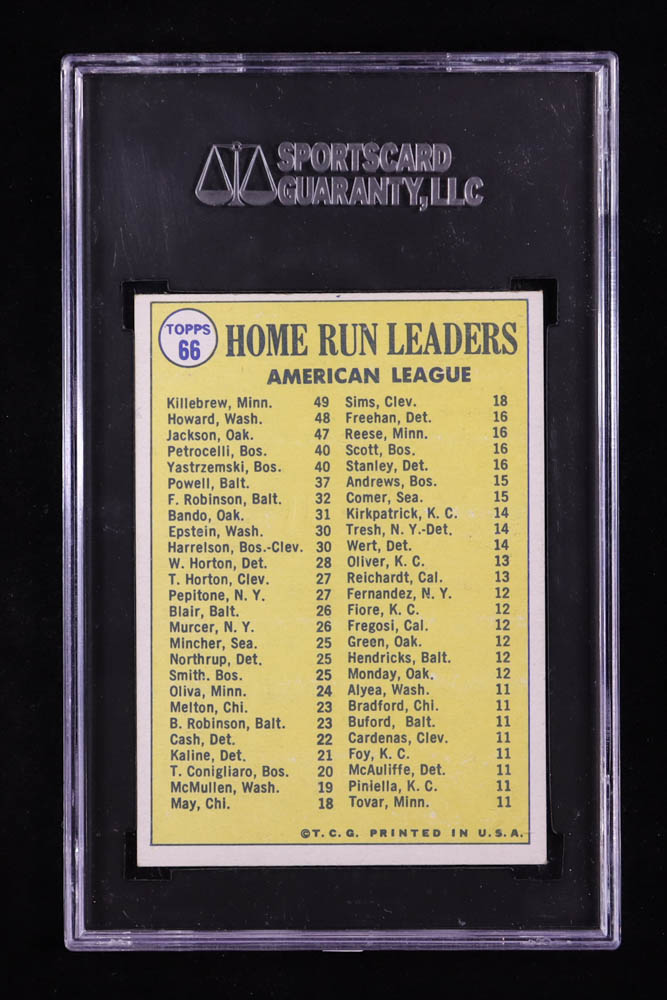 SPORTSCARD
GUARANTY, LLC
TOPPS
66
HOME RUN LEADERS
AMERICAN LEAGUE
Killebrew, Minn. 49
Howard, Wash. 48
Jackson, Oak. 47
Petrocelli, Bos. 40
Yastrzemski, Bos. 40
Powell, Balt. 37
F. Robinson, Balt. 32
Bando, Oak. 31
Epstein, Wash. 30
Harrelson, Bos.-Clev. 30
W. Horton, Det. 28
T. Horton, Clev. 27
Pepitone, N. Y. 27
Blair, Balt. 26
Murcer, N. Y. 26
Mincher, Sea. 25
Northrup, Det. 25
Smith. Bos. 25
Oliva, Minn. 24
Melton, Chi. 23
B. Robinson, Balt. 23
Cash, Det. 22
Kaline, Det. 21
T. Conigliaro, Bos. 20
McMullen, Wash. 19
May, Chi. 18
Sims, Clev. 18
Freehan, Det. 16
Reese, Minn. 16
Scott, Bos. 16
Stanley, Det. 16
Andrews, Bos. 15
Comer, Sea. 15
Kirkpatrick, K. C. 14
Tresh, N. Y.-Det. 14
Wert, Det. 14
Oliver, K. C. 13
Reichardt, Cal. 13
Fernandez, N. Y. 12
Fiore, K. C. 12
Fregosi, Cal. 12
Green, Oak. 12
Hendricks, Balt. 12
Monday, Oak. 12
Alyea, Wash. 11
Bradford, Chi. 11
Buford, Balt. 11
Cardenas, Clev. 11
Foy, K. C. 11
McAuliffe, Det. 11
Piniella, K. C. 11
Tovar, Minn. 11
©T. C. G. PRINTED IN U.S.A.